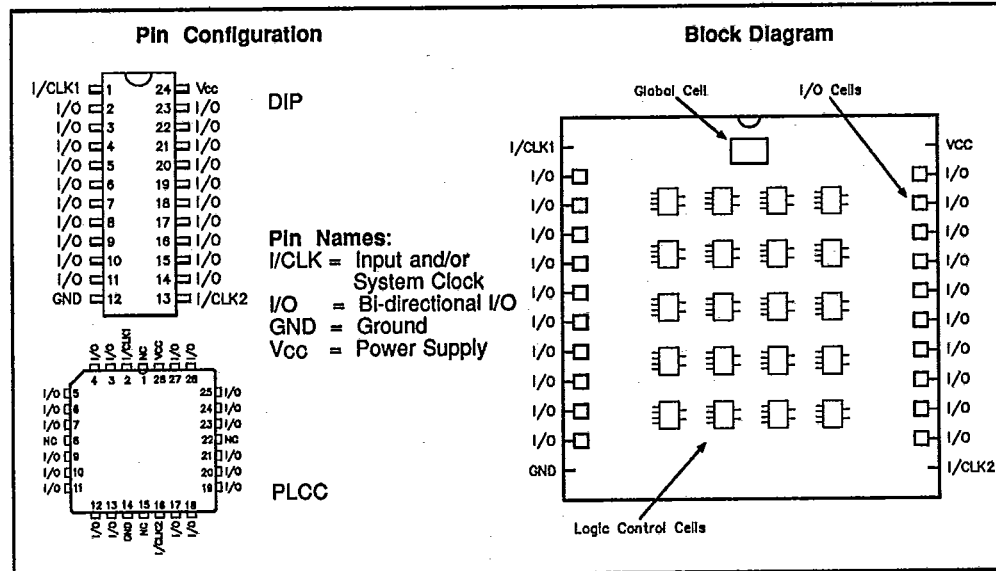 Pin Configuration
I/CLK1 1 24 Vcc
I/O 2 23 I/O
I/O 3 22 I/O
I/O 4 21 I/O
I/O 5 20 I/O
I/O 6 19 I/O
I/O 7 18 I/O
I/O 8 17 I/O
I/O 9 16 I/O
I/O 10 15 I/O
I/O 11 14 I/O
GND 12 13 I/CLK2
DIP
Pin Names:
I/CLK = Input and/or
System Clock
I/O = Bi-directional I/O
GND = Ground
Vcc = Power Supply
I/O I/O I/CLK1 NC VCC I/O I/O
4 3 2 1 28 27 26
I/O 5 25 I/O
I/O 6 24 I/O
I/O 7 23 I/O
NC 8 22 NC
I/O 9 21 I/O
I/O 10 20 I/O
I/O 11 19 I/O
12 13 14 15 16 17 18
I/O I/O GND NC I/CLK2 I/O I/O
PLCC
Block Diagram
Global Cell I/O Cells
I/CLK1 VCC
I/O I/O
I/O I/O
I/O I/O
I/O I/O
I/O I/O
I/O I/O
I/O I/O
I/O I/O
I/O I/O
I/O I/O
GND I/CLK2
Logic Control Cells